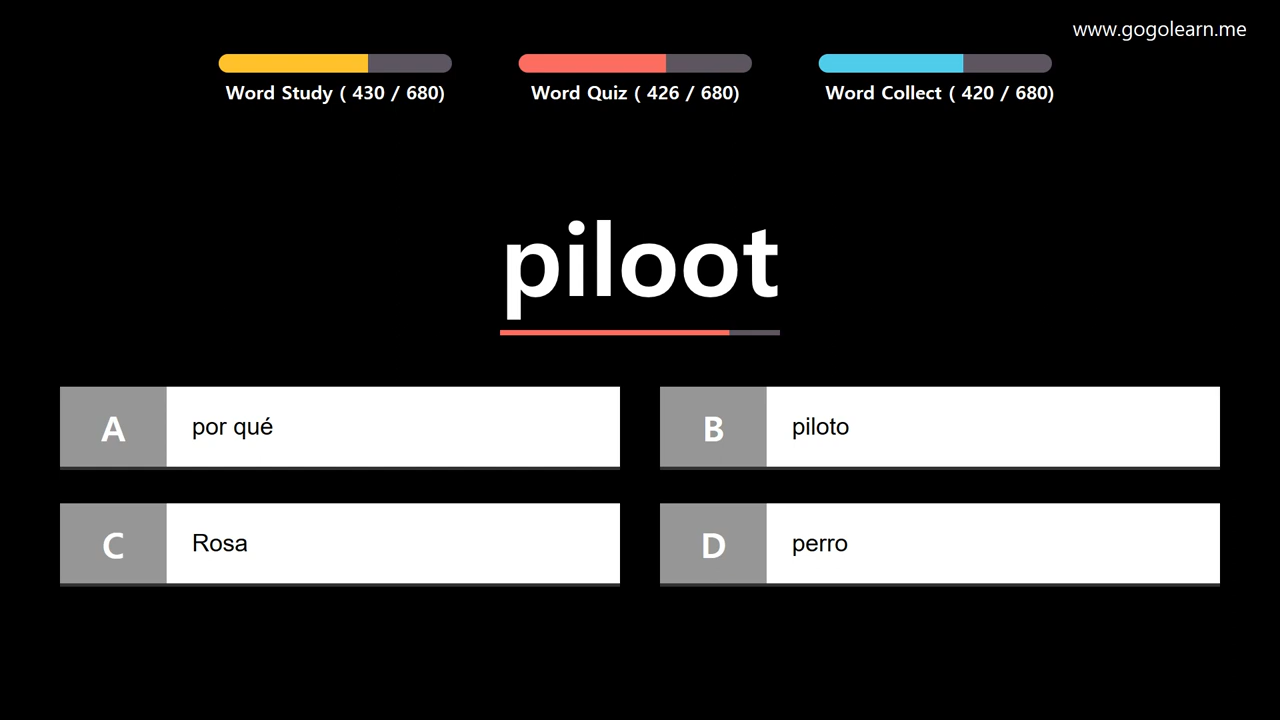 www.gogolearn.me
Word Study ( 430 / 680)
Word Quiz ( 426 / 680)
Word Collect ( 420 / 680)
piloot
A
por qué
B
piloto
C
Rosa
D
perro